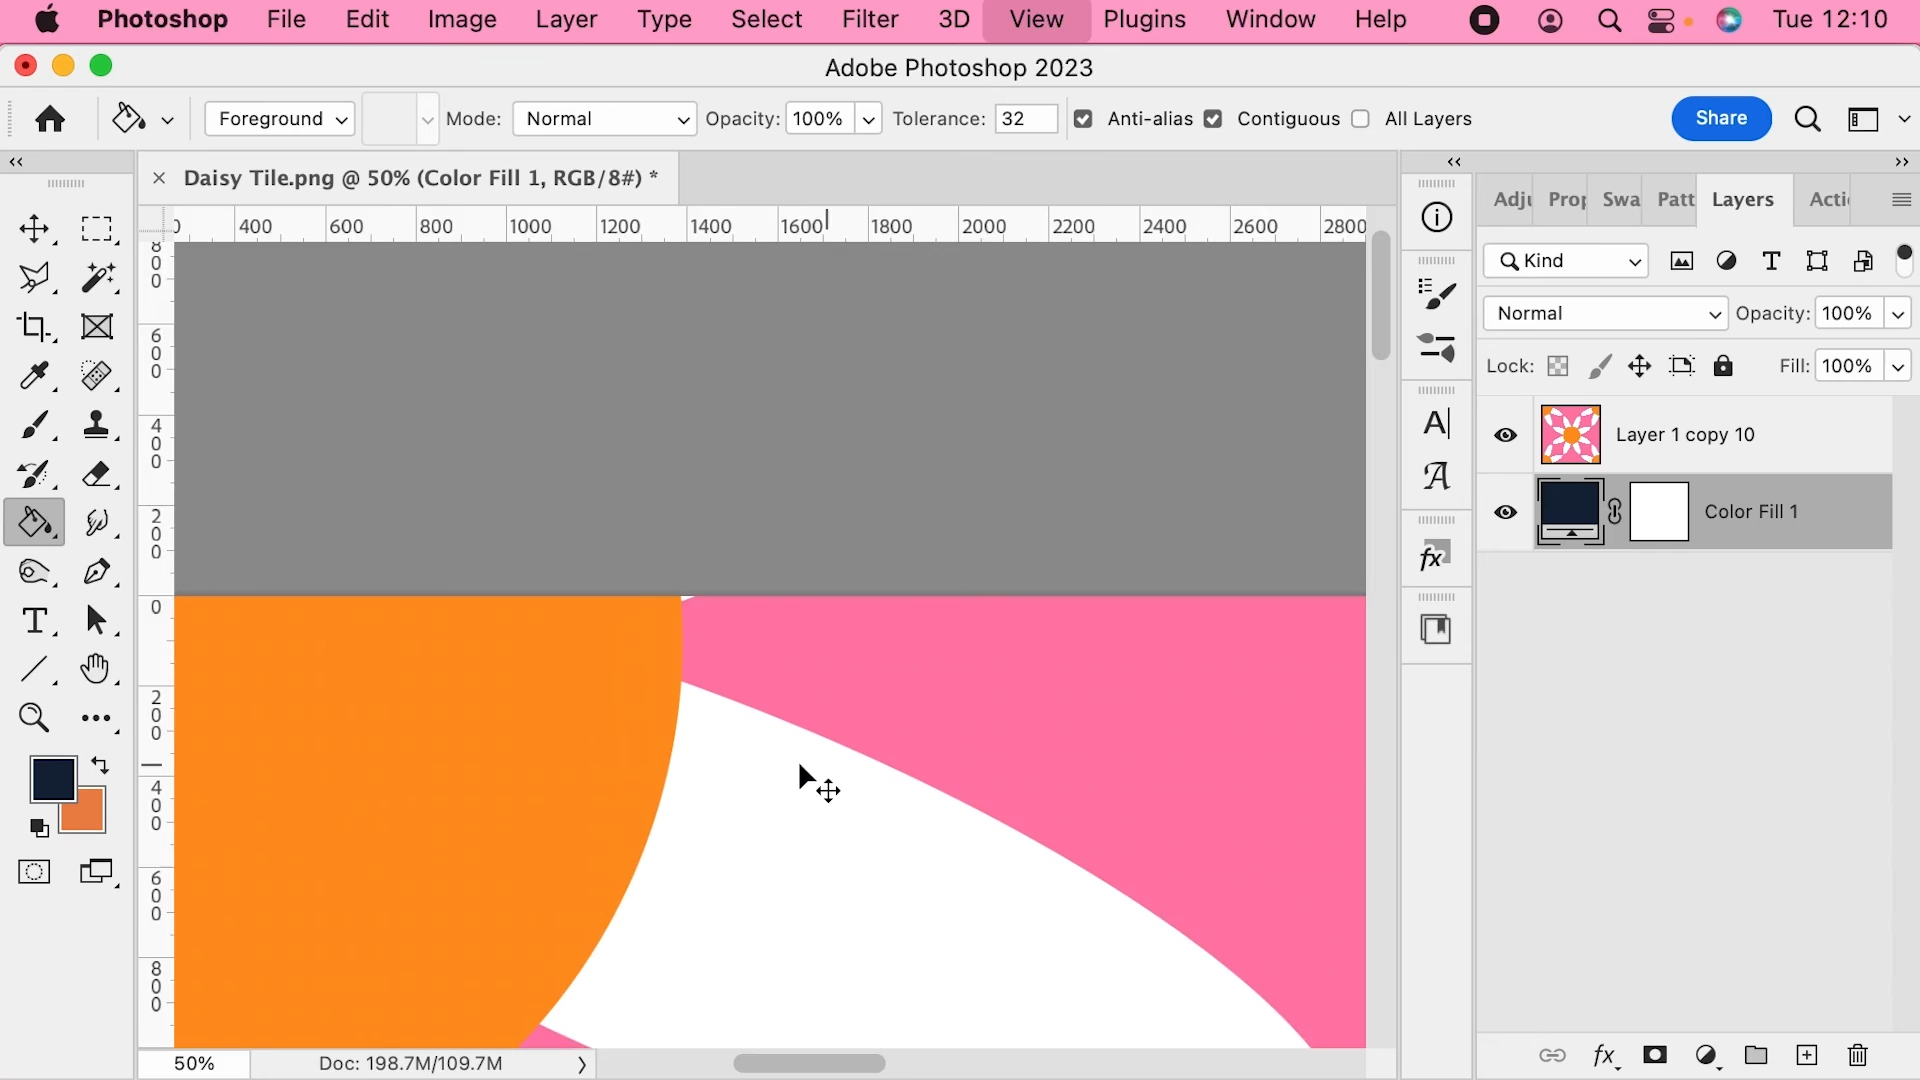 Photoshop File Edit Image Layer Type Select Filter 3D View Plugins Window Help Tue 12:10
Adobe Photoshop 2023
Foreground Mode: Normal Opacity: 100% Tolerance: 32 Anti-alias Contiguous All Layers Share
× Daisy Tile.png @ 50% (Color Fill 1, RGB/8#) *
Adju Prop Swa Patt Layers Acti
0 400 600 800 1000 1200 1400 1600 1800 2000 2200 2400 2600 2800
800
600
400
200
0
200
400
600
800
Kind
Normal Opacity: 100%
Lock: Fill: 100%
Layer 1 copy 10
Color Fill 1
50% Doc: 198.7M/109.7M